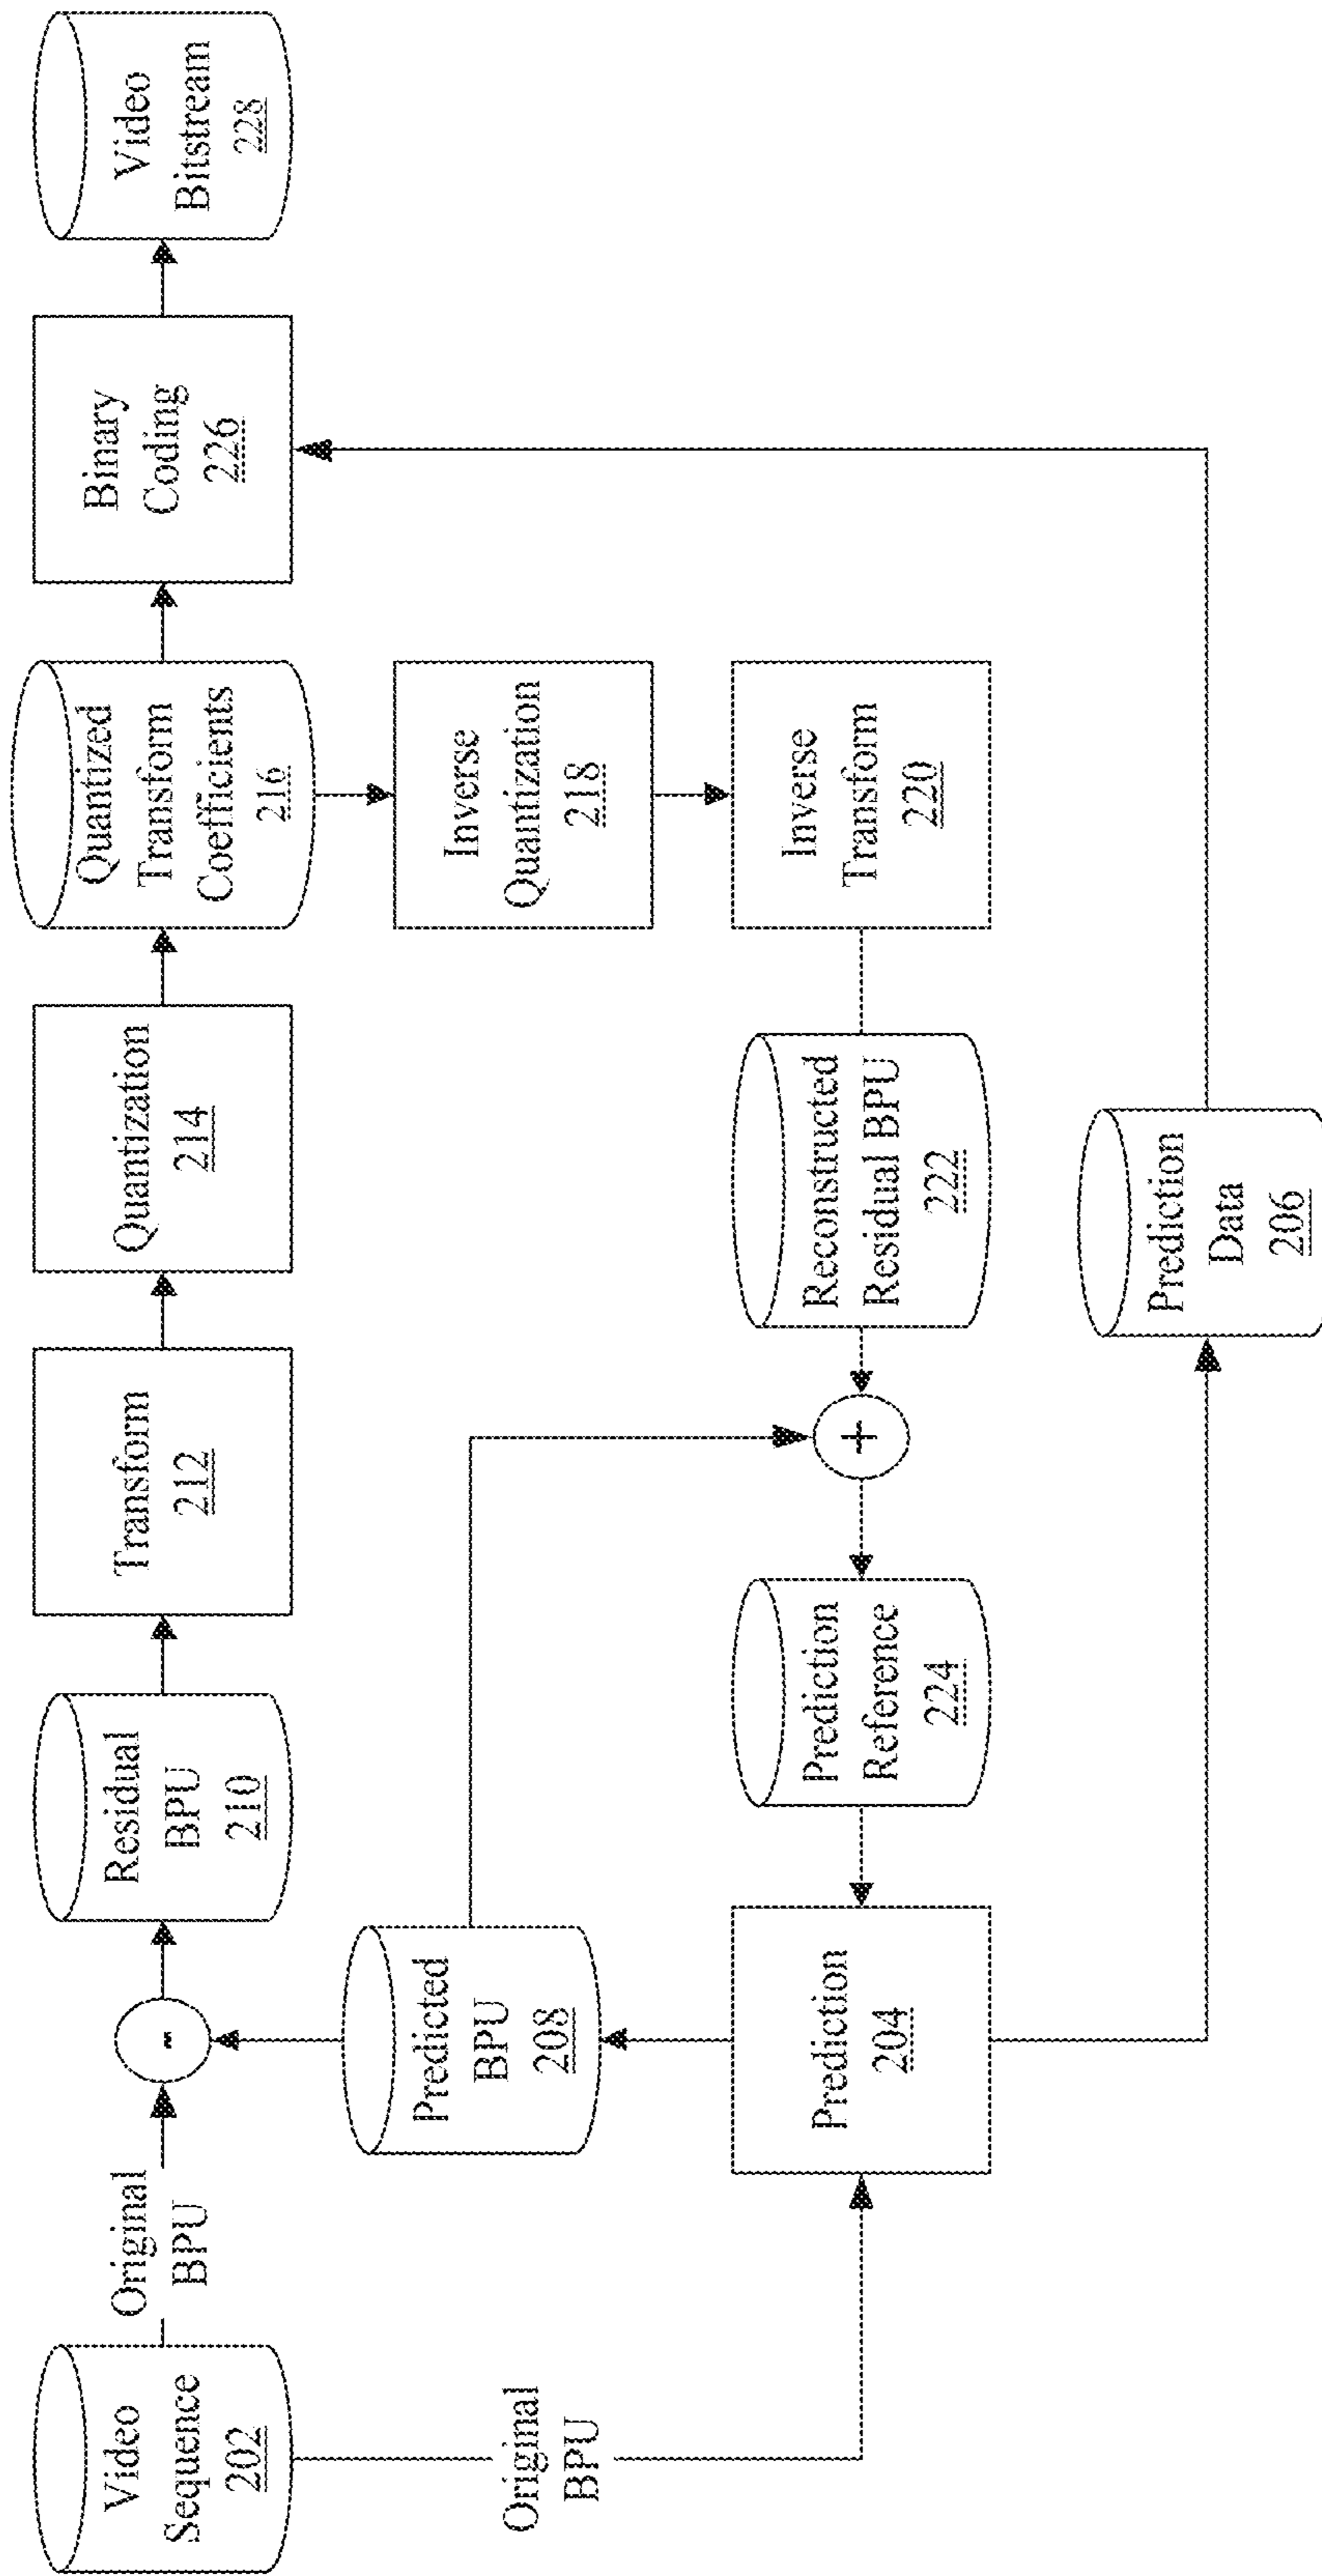 Video
Sequence
202
Original
BPU
Residual
BPU
210
Transform
212
Quantization
214
Quantized
Transform
Coefficients
216
Binary
Coding
226
Video
Bitstream
228
Original
BPU
Predicted
BPU
208
Inverse
Quantization
218
-
Prediction
204
Prediction
Reference
224
+
Reconstructed
Residual BPU
222
Inverse
Transform
220
Prediction
Data
206